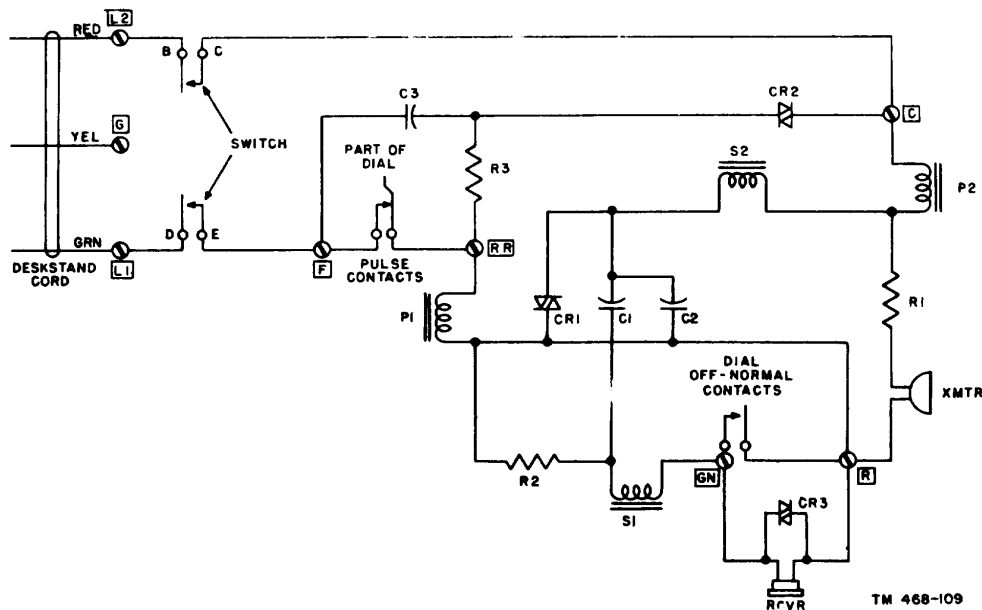 L2
RED
B
C
C3
CR2
C
YEL
G
SWITCH
PART OF
DIAL
R3
S2
P2
GRN
D
E
DESKSTAND
CORD
L1
F
PULSE
CONTACTS
RR
P1
CR1
C1
C2
R1
DIAL
OFF-NORMAL
CONTACTS
XMTR
R2
GN
R
S1
CR3
RCVR
TM 468-109